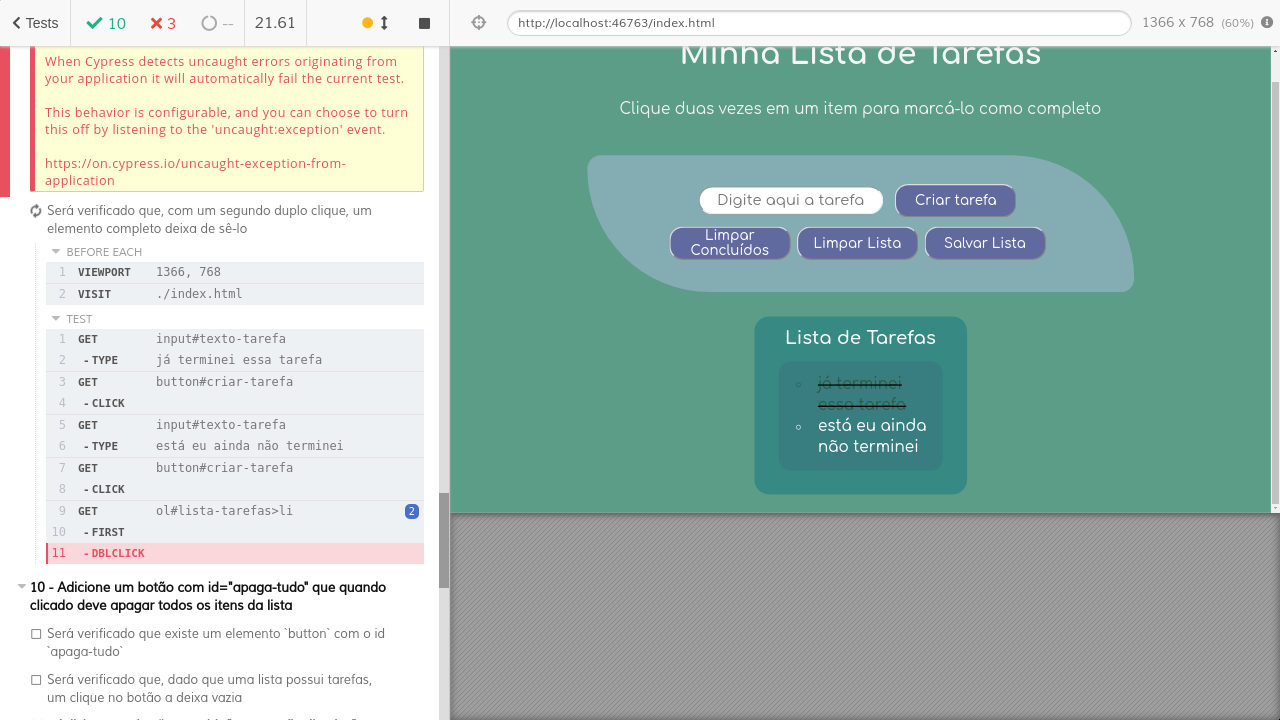 Tests
10
3
--
21.61
http://localhost:46763/index.html
1366 x 768 (60%)
When Cypress detects uncaught errors originating from
your application it will automatically fail the current test.
This behavior is configurable, and you can choose to turn
this off by listening to the 'uncaught:exception' event.
https://on.cypress.io/uncaught-exception-from-
application
Será verificado que, com um segundo duplo clique, um
elemento completo deixa de sê-lo
BEFORE EACH
1 VIEWPORT 1366, 768
2 VISIT ./index.html
TEST
1 GET input#texto-tarefa
2 -TYPE já terminei essa tarefa
3 GET button#criar-tarefa
4 -CLICK
5 GET input#texto-tarefa
6 -TYPE está eu ainda não terminei
7 GET button#criar-tarefa
8 -CLICK
9 GET ol#lista-tarefas>li 2
10 -FIRST
11 -DBLCLICK
10 - Adicione um botão com id="apaga-tudo" que quando
clicado deve apagar todos os itens da lista
Será verificado que existe um elemento `button` com o id
`apaga-tudo`
Será verificado que, dado que uma lista possui tarefas,
um clique no botão a deixa vazia
Minha Lista de Tarefas
Clique duas vezes em um item para marcá-lo como completo
Digite aqui a tarefa
Criar tarefa
Limpar
Concluídos
Limpar Lista
Salvar Lista
Lista de Tarefas
já terminei
essa tarefa
está eu ainda
não terminei